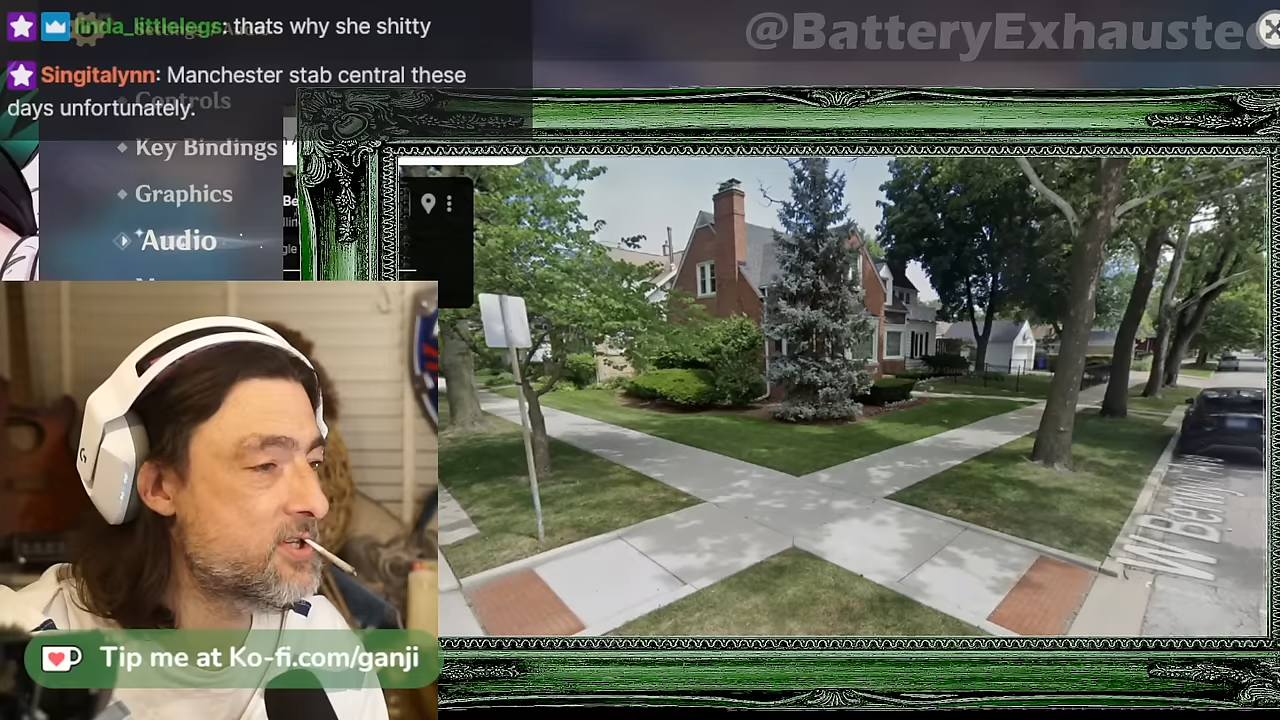 linda_littlelegs: thats why she shitty
@BatteryExhausted
Singitalynn: Manchester stab central these
days unfortunately.
Controls
Key Bindings
Graphics
Audio
W Berwyn
Tip me at Ko-fi.com/ganji